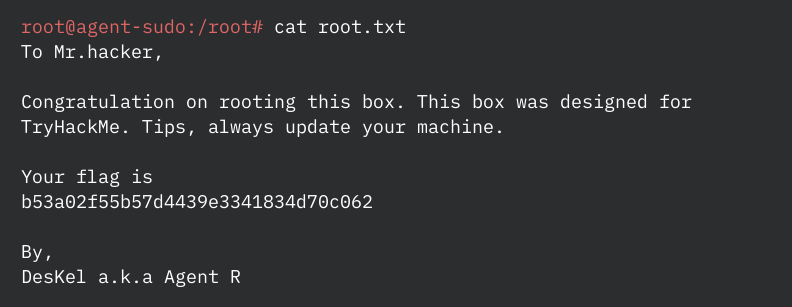 root@agent-sudo:/root# cat root.txt
To Mr.hacker,
Congratulation on rooting this box. This box was designed for
TryHackMe. Tips, always update your machine.
Your flag is
b53a02f55b57d4439e3341834d70c062
By,
DesKel a.k.a Agent R